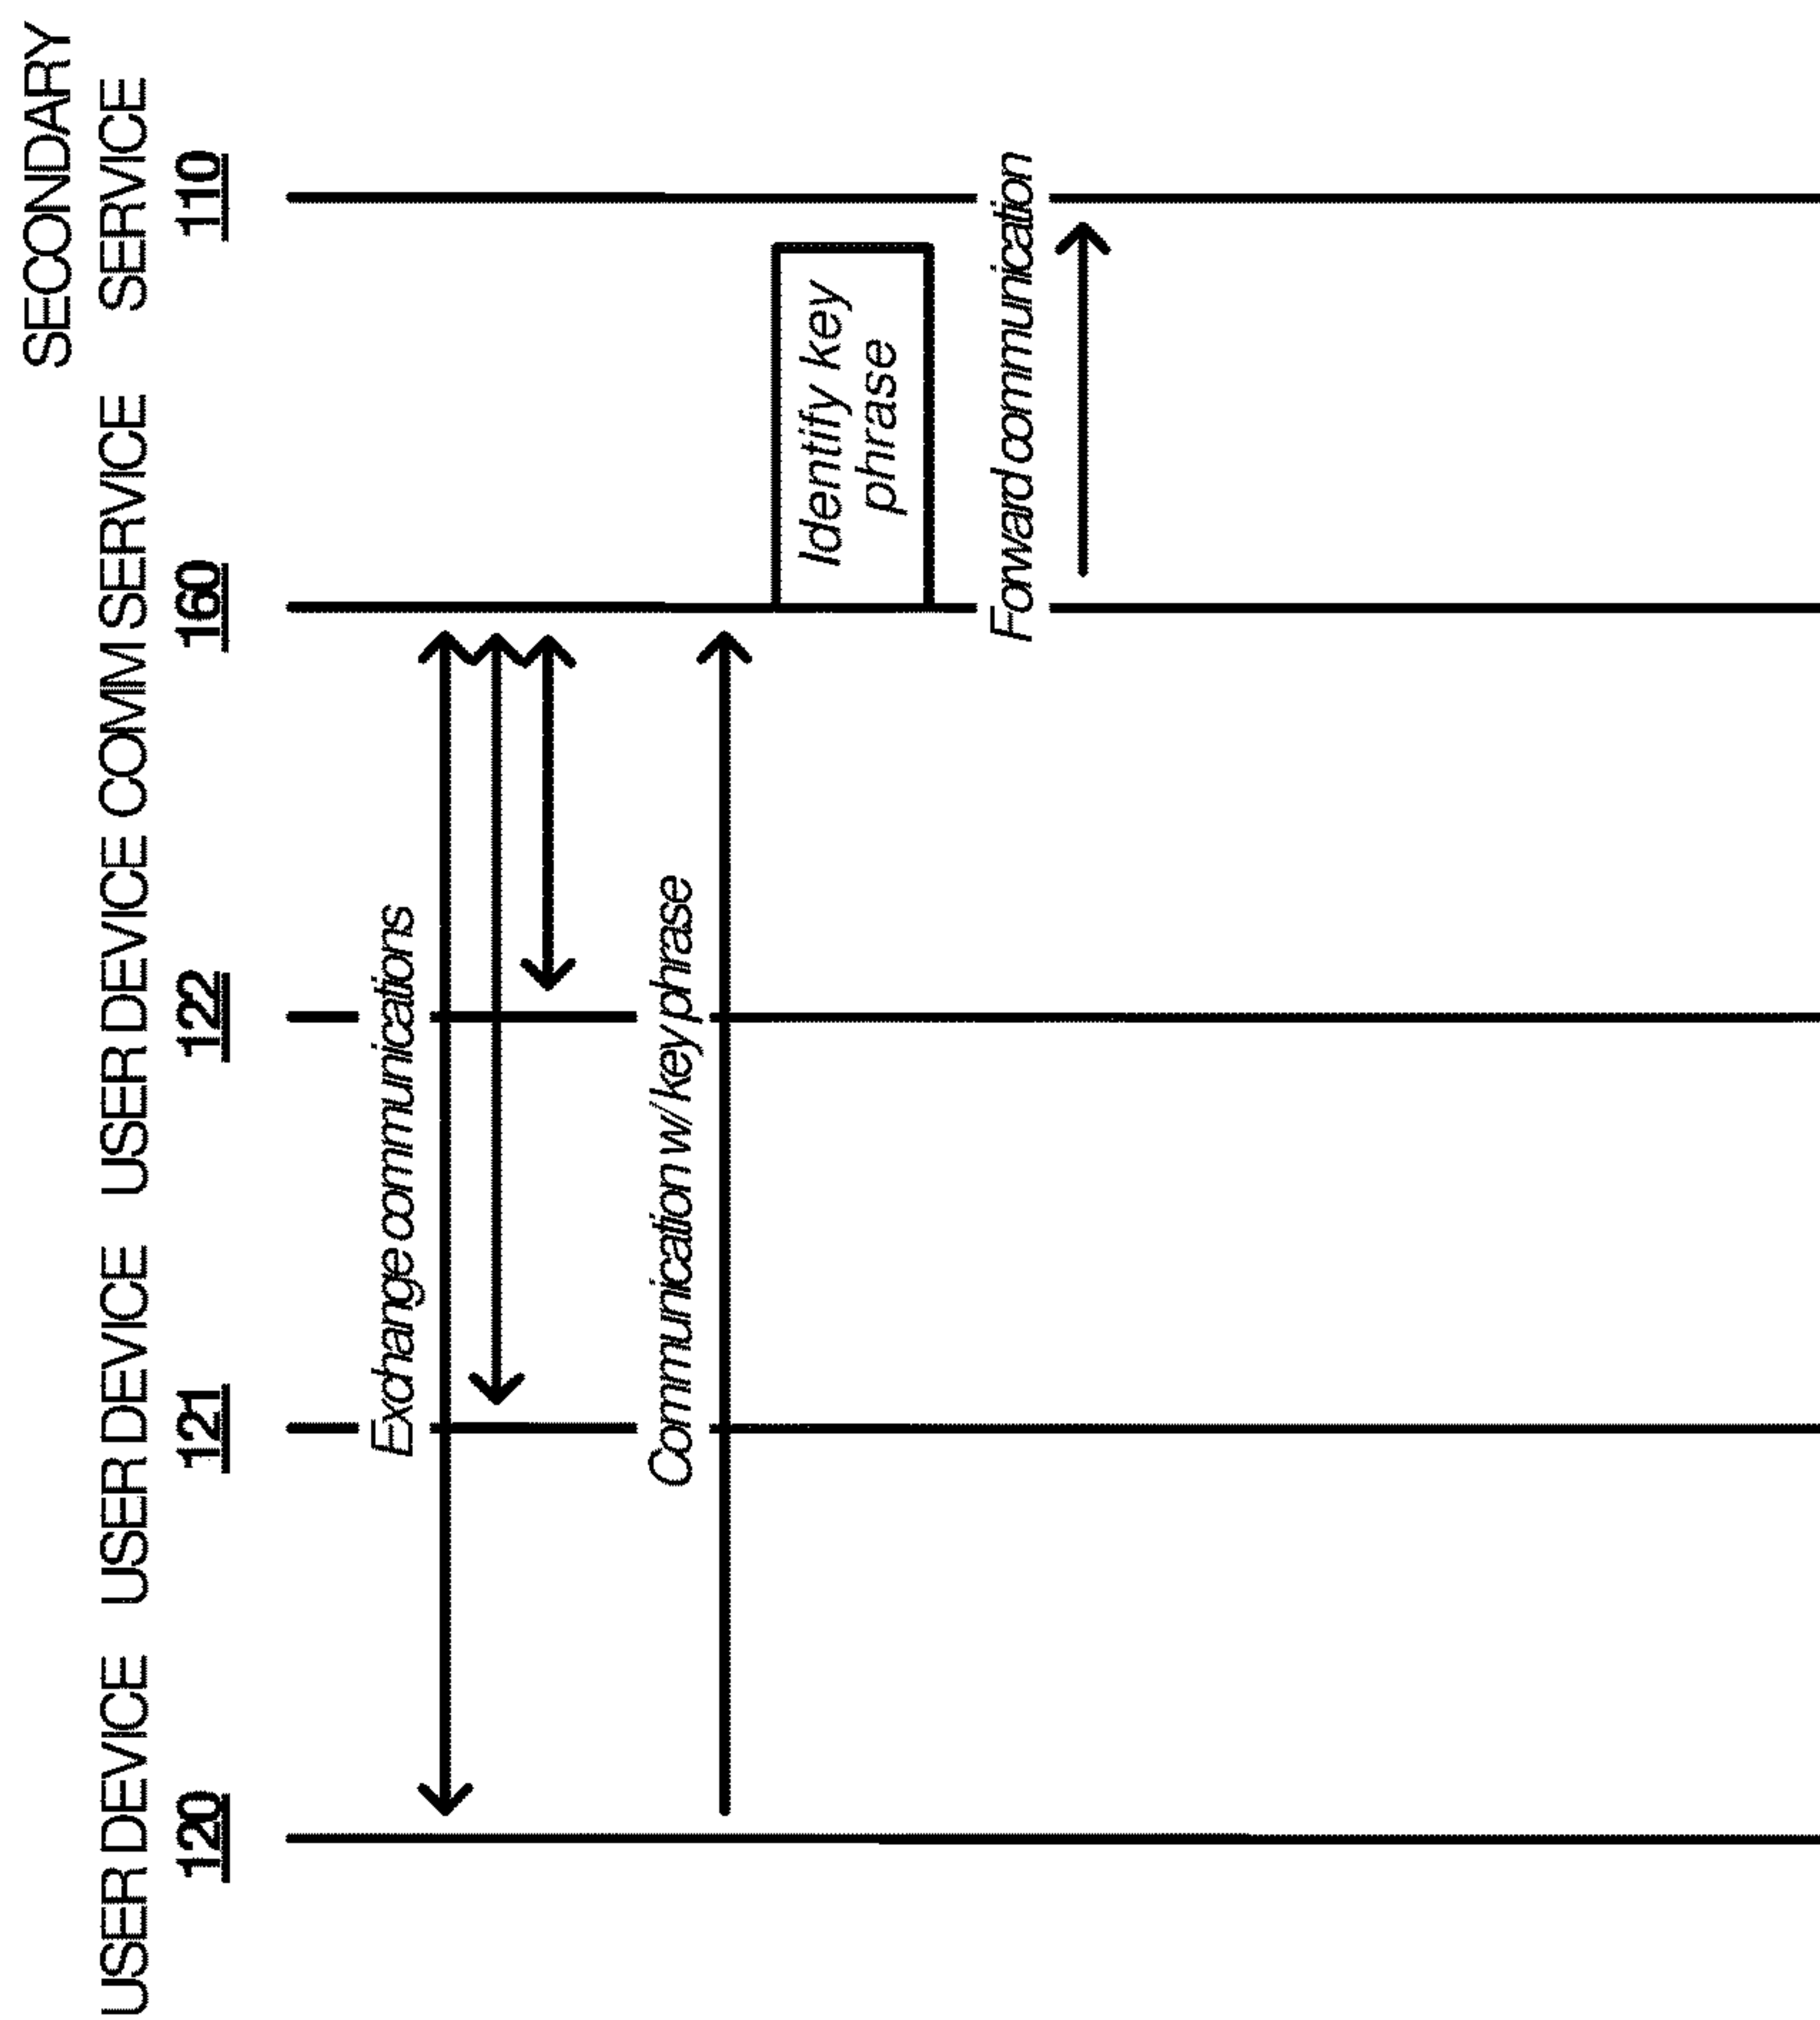 USER DEVICE
120
USER DEVICE
121
USER DEVICE
122
COMM SERVICE
160
SECONDARY
SERVICE
110
Exchange communications
Communication w/ key phrase
Identify key
phrase
Forward communication